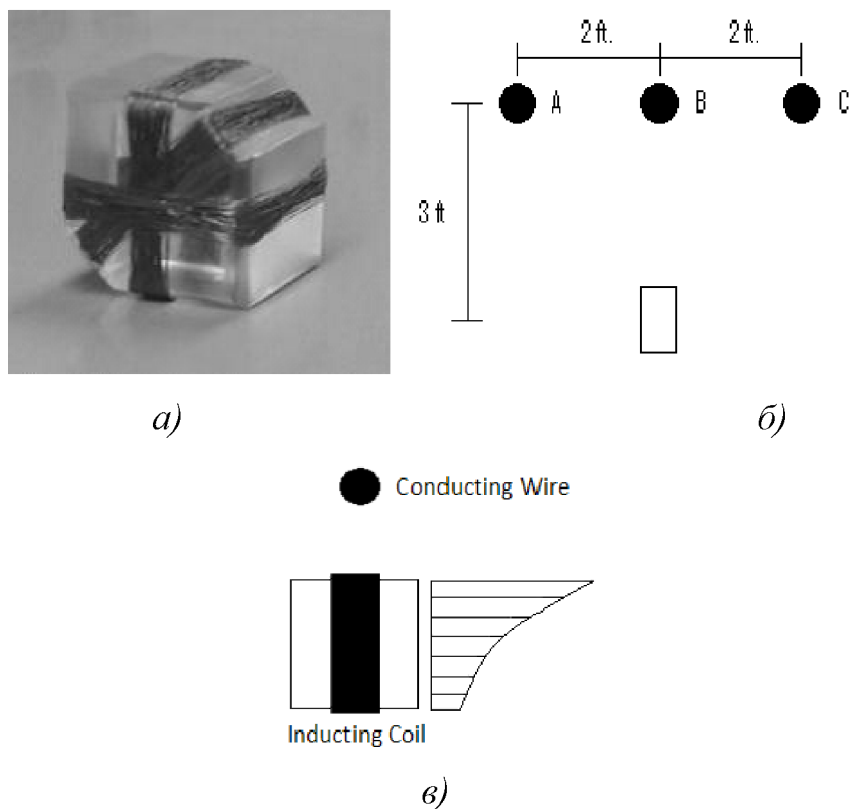 2 ft. 2 ft.
A B C
3 ft
а) б)
Conducting Wire
Inducting Coil
в)